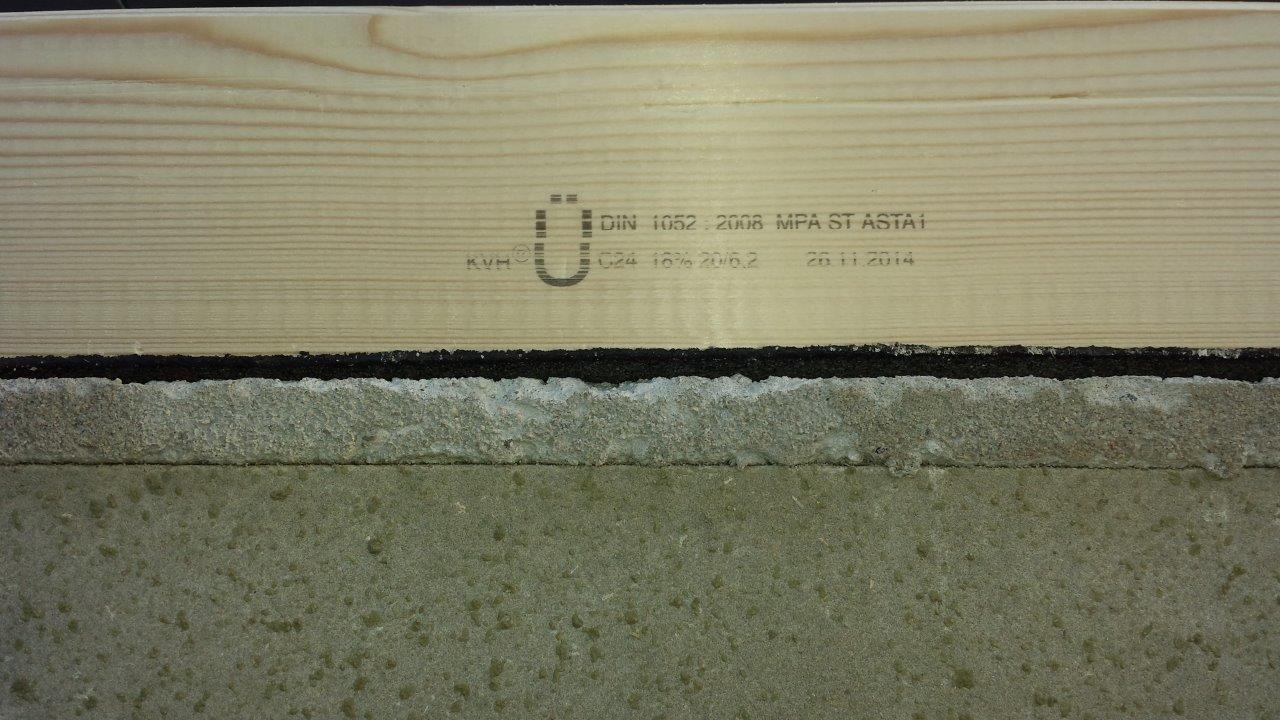 Ü DIN 1052 : 2008 MPA ST ASTA1
KVH® C24 18% 20/6,2 26.11.2014